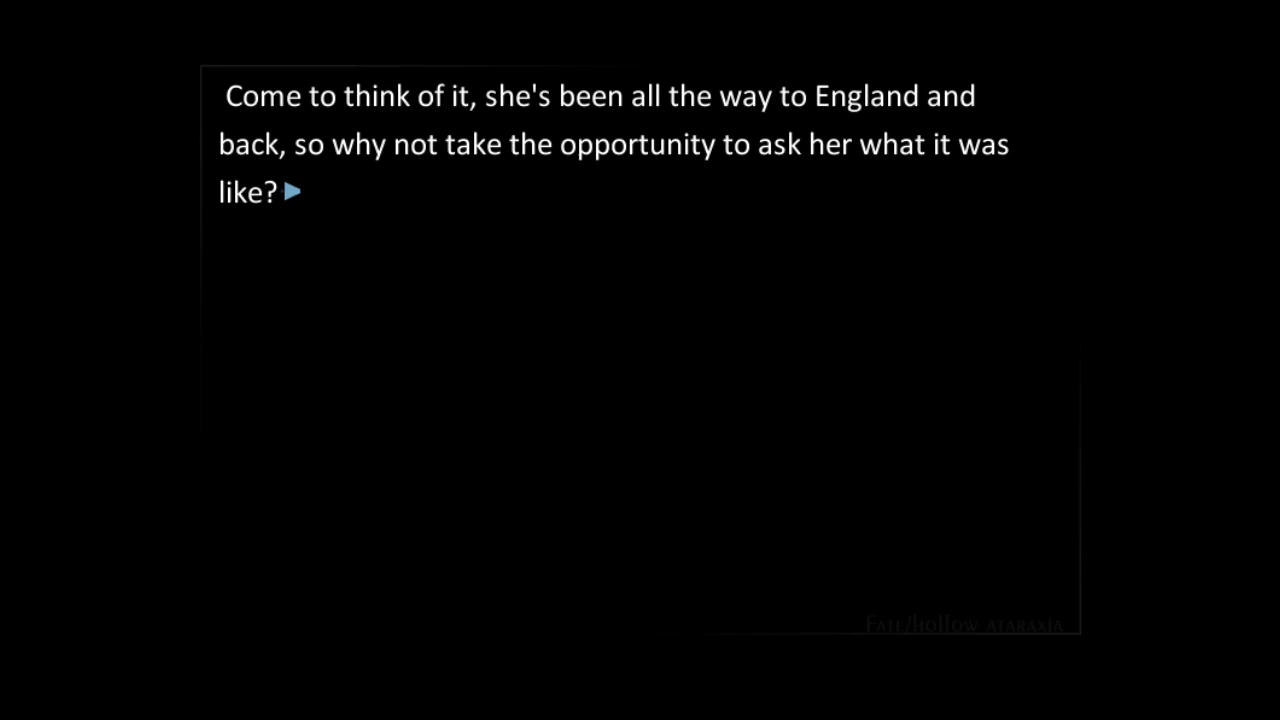 Come to think of it, she's been all the way to England and
back, so why not take the opportunity to ask her what it was
like?
Fate/hollow ataraxia